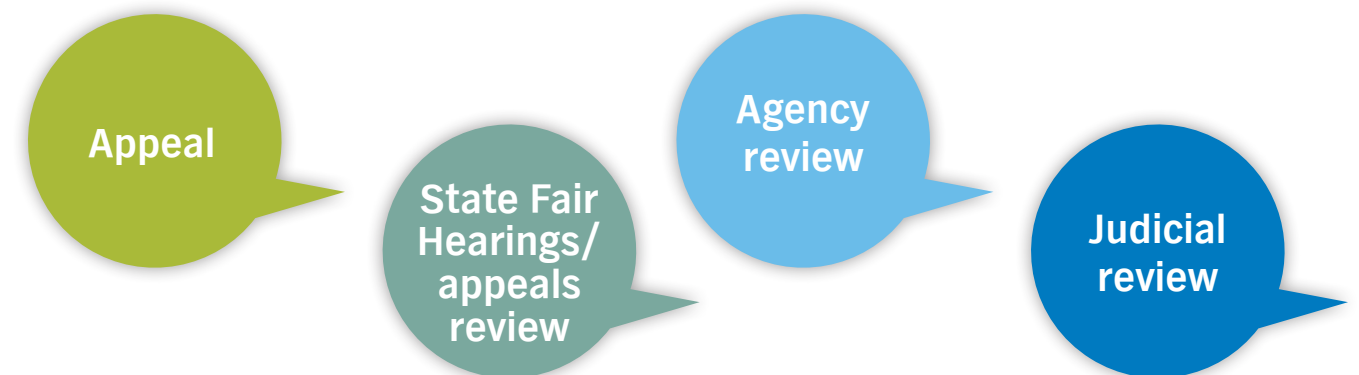 Appeal
State Fair
Hearings/
appeals
review
Agency
review
Judicial
review